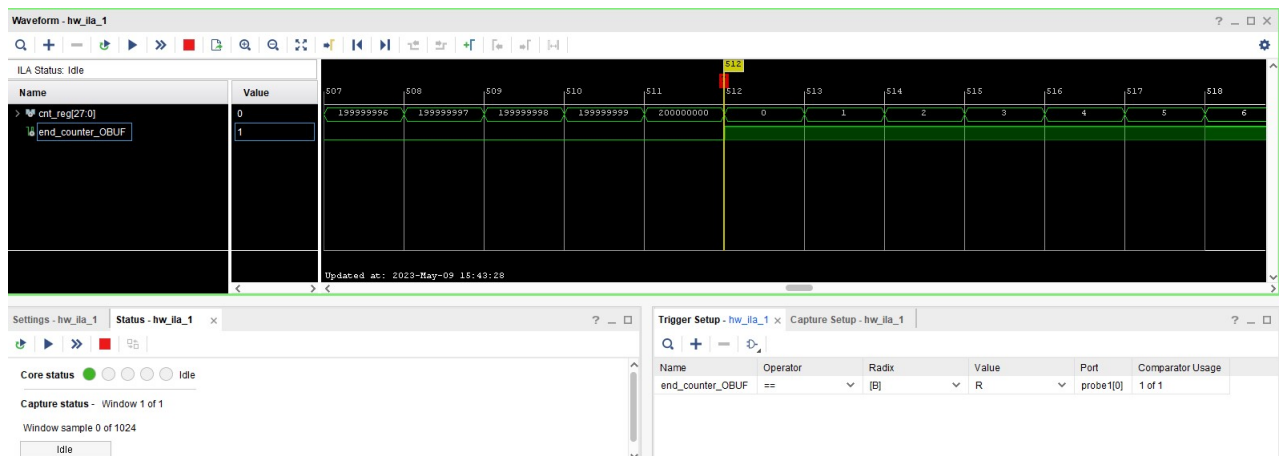 Waveform - hw_ila_1
ILA Status: Idle
Name Value
512
507 508 509 510 511 512 513 514 515 516 517 518
cnt_reg[27:0] 0 199999996 199999997 199999998 199999999 200000000 0 1 2 3 4 5 6
end_counter_OBUF 1
Updated at: 2023-May-09 15:43:28
Settings - hw_ila_1 Status - hw_ila_1
Core status Idle
Capture status - Window 1 of 1
Window sample 0 of 1024
Idle
Trigger Setup - hw_ila_1 Capture Setup - hw_ila_1
Name Operator Radix Value Port Comparator Usage
end_counter_OBUF == [B] R probe1[0] 1 of 1